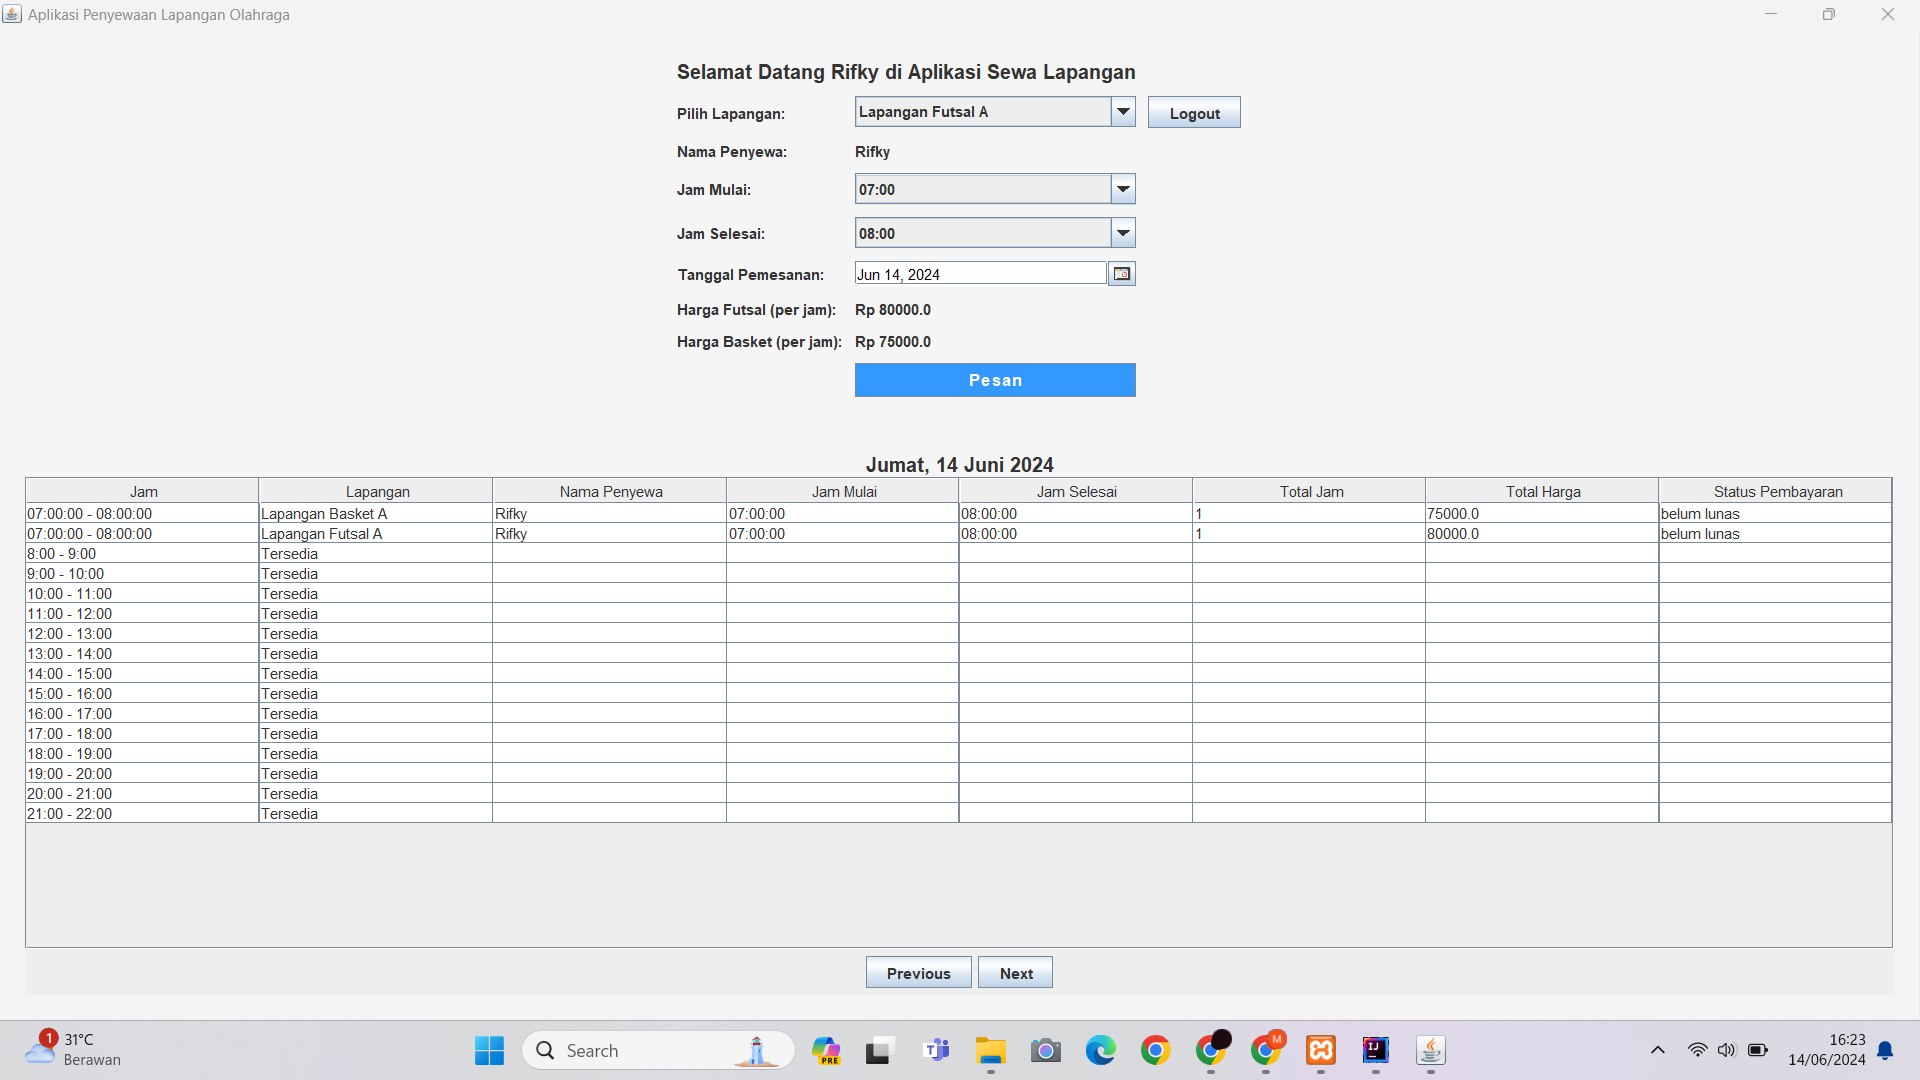 Aplikasi Penyewaan Lapangan Olahraga
Selamat Datang Rifky di Aplikasi Sewa Lapangan
Pilih Lapangan: Lapangan Futsal A Logout
Nama Penyewa: Rifky
Jam Mulai: 07:00
Jam Selesai: 08:00
Tanggal Pemesanan: Jun 14, 2024
Harga Futsal (per jam): Rp 80000.0
Harga Basket (per jam): Rp 75000.0
Pesan
Jumat, 14 Juni 2024
Jam Lapangan Nama Penyewa Jam Mulai Jam Selesai Total Jam Total Harga Status Pembayaran
07:00:00 - 08:00:00 Lapangan Basket A Rifky 07:00:00 08:00:00 1 75000.0 belum lunas
07:00:00 - 08:00:00 Lapangan Futsal A Rifky 07:00:00 08:00:00 1 80000.0 belum lunas
8:00 - 9:00 Tersedia
9:00 - 10:00 Tersedia
10:00 - 11:00 Tersedia
11:00 - 12:00 Tersedia
12:00 - 13:00 Tersedia
13:00 - 14:00 Tersedia
14:00 - 15:00 Tersedia
15:00 - 16:00 Tersedia
16:00 - 17:00 Tersedia
17:00 - 18:00 Tersedia
18:00 - 19:00 Tersedia
19:00 - 20:00 Tersedia
20:00 - 21:00 Tersedia
21:00 - 22:00 Tersedia
Previous Next
1 31°C
Berawan
Search
PRE
M
IJ
16:23
14/06/2024